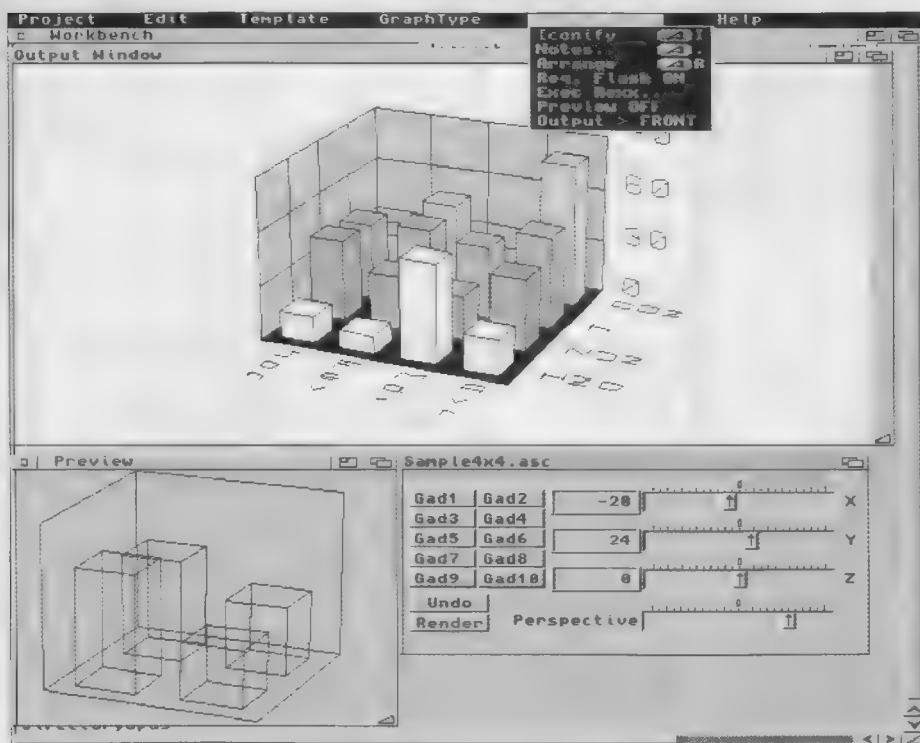 Project Edit Template GraphType Help
Workbench
Output Window
Iconify I
Notes.
Arrange R
Req. Flash ON
Exec Rexx...
Preview OFF
Output > FRONT
60
30
0
Preview
Sample4x4.asc
Gad1 Gad2 -20 X
Gad3 Gad4
Gad5 Gad6 24 Y
Gad7 Gad8
Gad9 Gad10 0 Z
Undo
Render Perspective